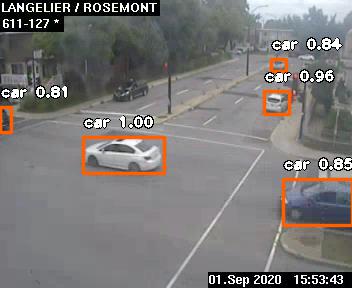 LANGELIER / ROSEMONT
611-127 *
car 0.84
car 0.96
car 0.81
car 1.00
car 0.85
01.Sep 2020 15:53:43